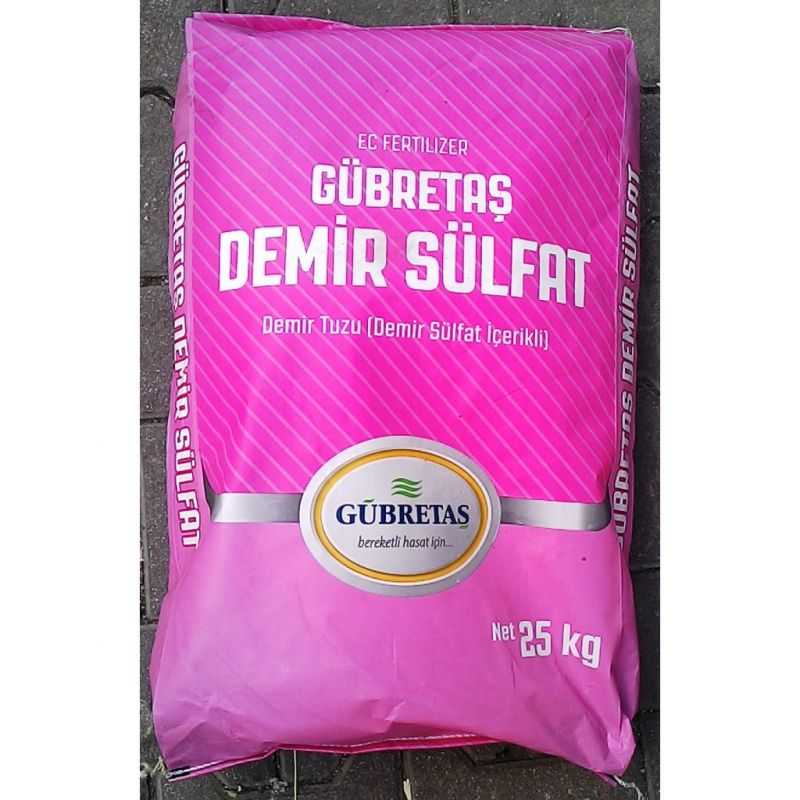 EC FERTILIZER
GÜBRETAŞ
DEMİR SÜLFAT
Demir Tuzu (Demir Sülfat İçerikli)
GÜBRETAŞ
bereketli hasat için...
Net 25 kg
GÜBRETAŞ DEMİR SÜLFAT
GÜBRETAŞ DEMİR SÜLFAT